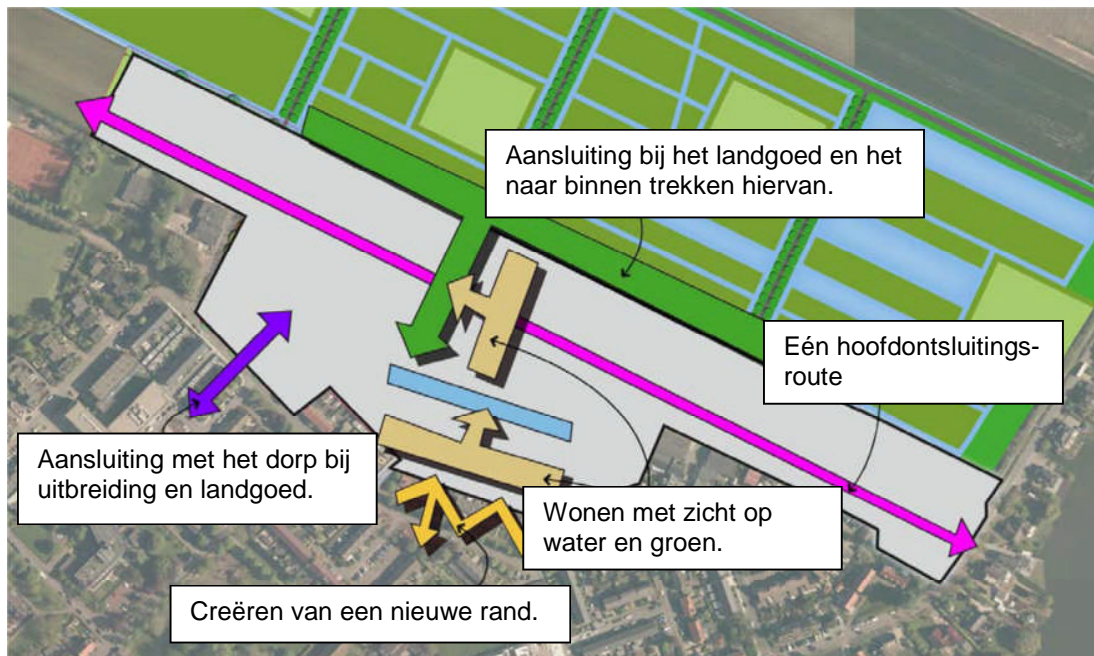 Aansluiting bij het landgoed en het
naar binnen trekken hiervan.
Eén hoofdontsluitings-
route
Aansluiting met het dorp bij
uitbreiding en landgoed.
Wonen met zicht op
water en groen.
Creëren van een nieuwe rand.